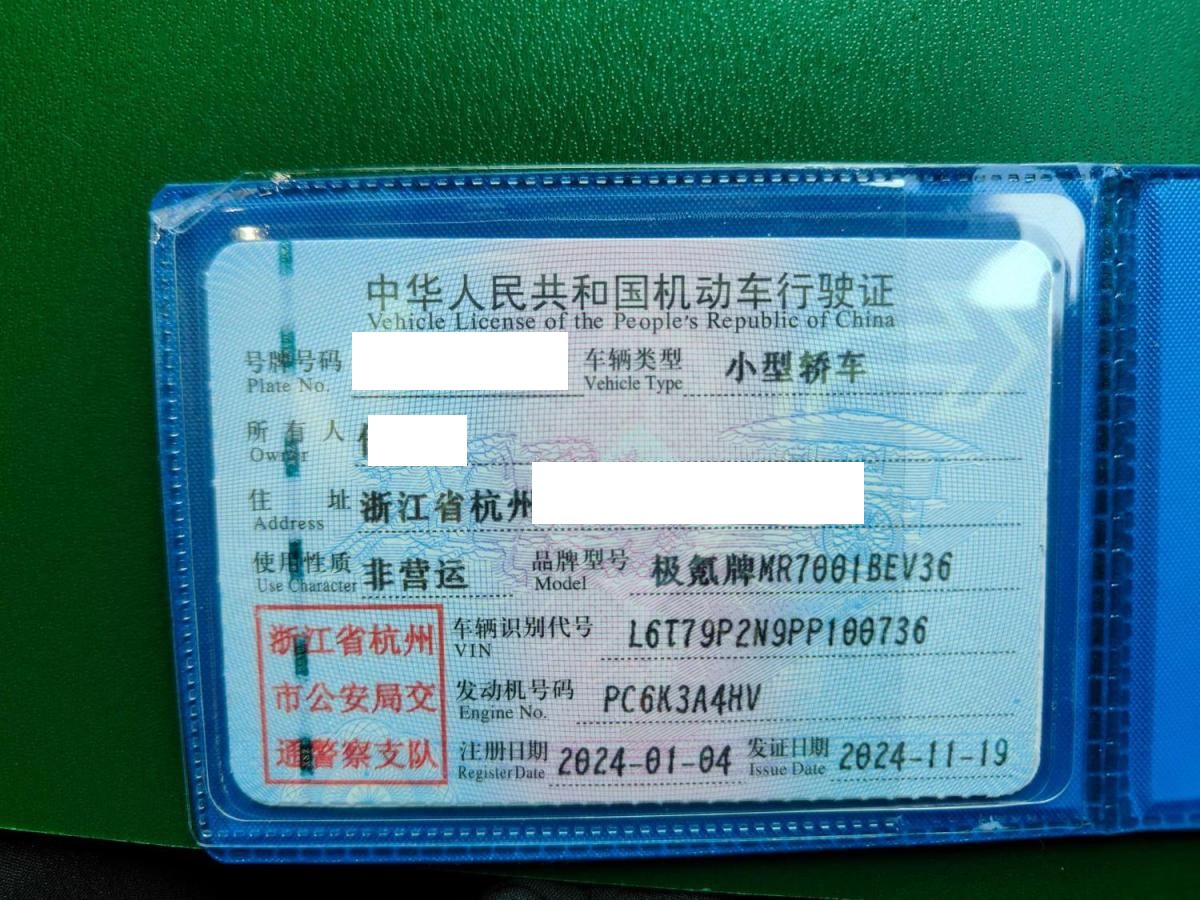 中华人民共和国机动车行驶证
Vehicle License of the People's Republic of China
号牌号码 车辆类型 小型轿车
Plate No. Vehicle Type
所有人
Owner
住址 浙江省杭州
Address
使用性质 非营运 品牌型号 极氪牌MR7001BEV36
Use Character Model
浙江省杭州
市公安局交
通警察支队
车辆识别代号 L6T79P2N9PP100736
VIN
发动机号码 PC6K3A4HV
Engine No.
注册日期 2024-01-04 发证日期 2024-11-19
Register Date Issue Date